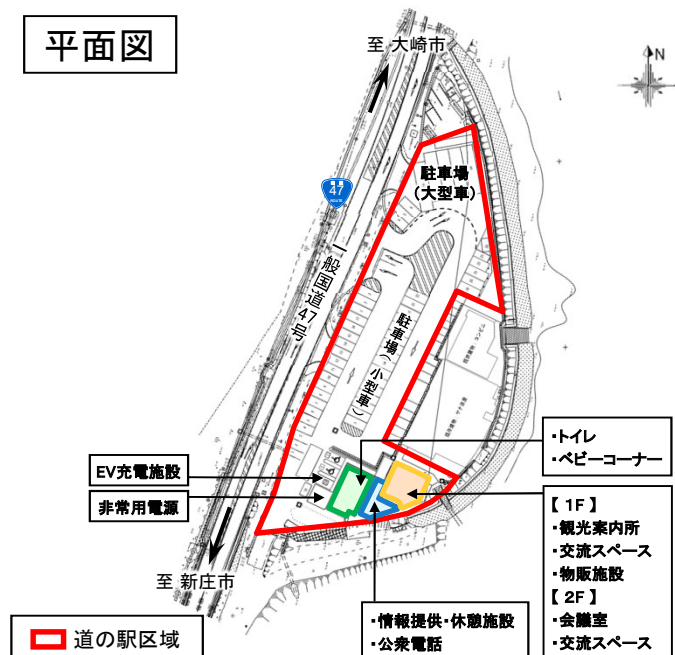 平面図
至 大崎市
N
47
ROUTE
一般国道47号
駐車場
（大型車）
駐車場（小型車）
EV充電施設
非常用電源
・トイレ
・ベビーコーナー
【 1F 】
・観光案内所
・交流スペース
・物販施設
【 2F 】
・会議室
・交流スペース
・情報提供・休憩施設
・公衆電話
至 新庄市
道の駅区域